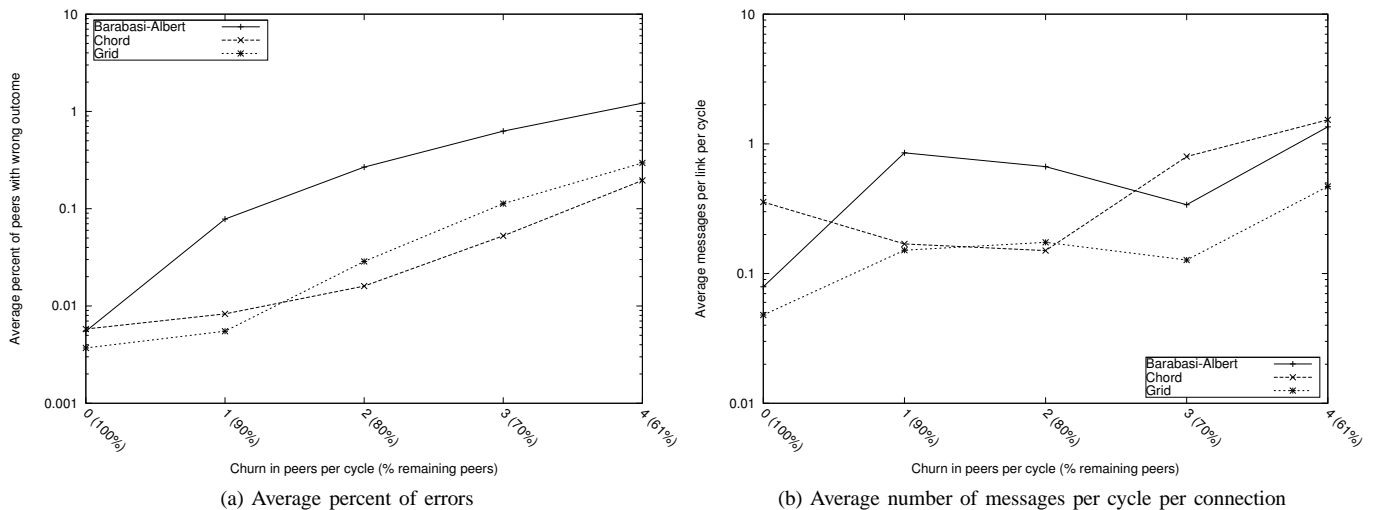 10
1
0.1
0.01
0.001
Average percent of peers with wrong outcome
Barabasi-Albert
Chord
Grid
0 (100%)
1 (90%)
2 (80%)
3 (70%)
4 (61%)
Churn in peers per cycle (% remaining peers)
(a) Average percent of errors
10
1
0.1
0.01
Average messages per link per cycle
Barabasi-Albert
Chord
Grid
0 (100%)
1 (90%)
2 (80%)
3 (70%)
4 (61%)
Churn in peers per cycle (% remaining peers)
(b) Average number of messages per cycle per connection